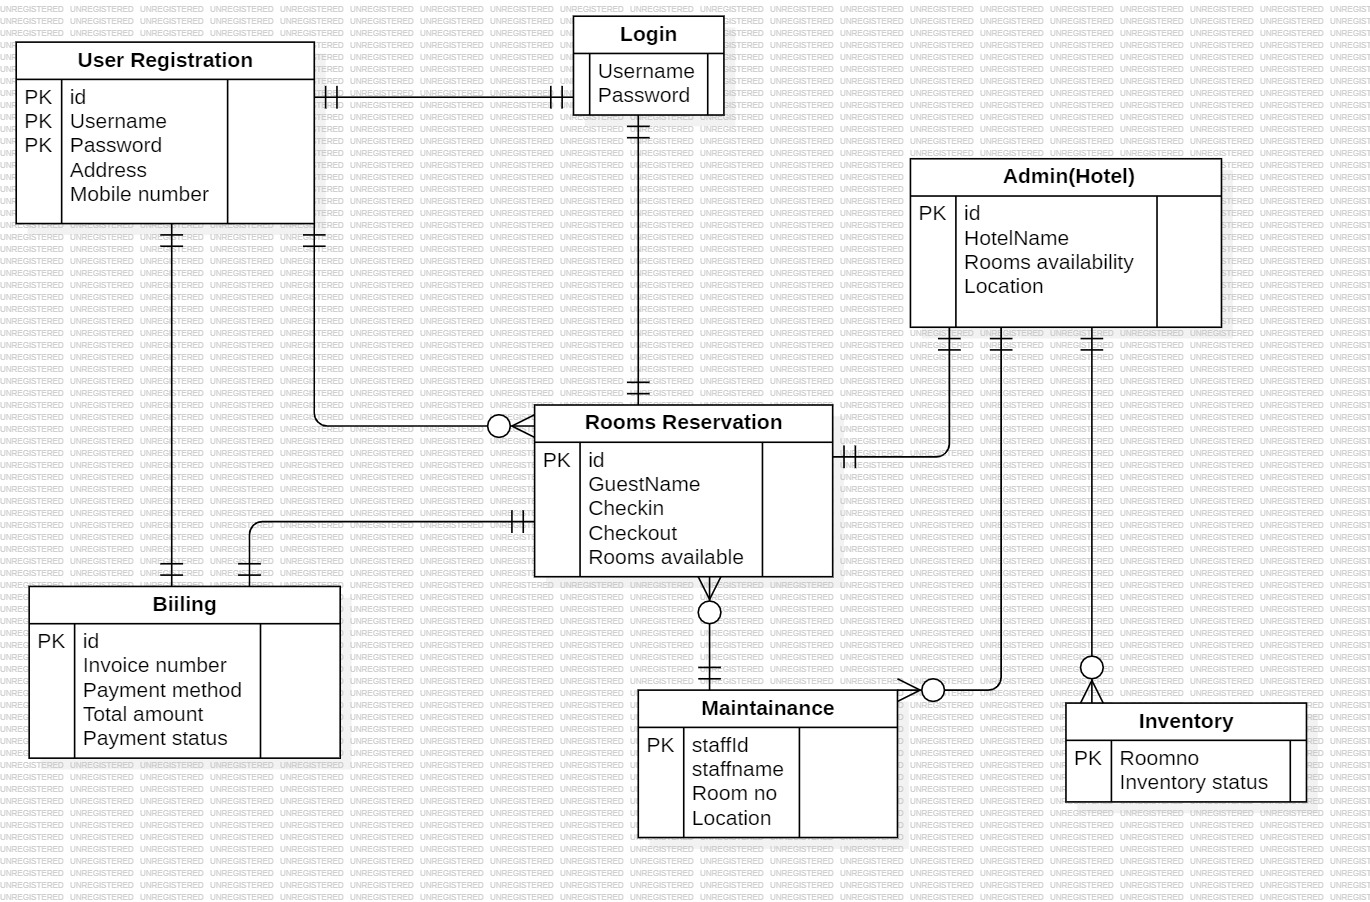 User Registration
PK id
PK Username
PK Password
Address
Mobile number
Login
Username
Password
Admin(Hotel)
PK id
HotelName
Rooms availability
Location
Rooms Reservation
PK id
GuestName
Checkin
Checkout
Rooms available
Biiling
PK id
Invoice number
Payment method
Total amount
Payment status
Maintainance
PK staffId
staffname
Room no
Location
Inventory
PK Roomno
Inventory status
UNREGISTERED